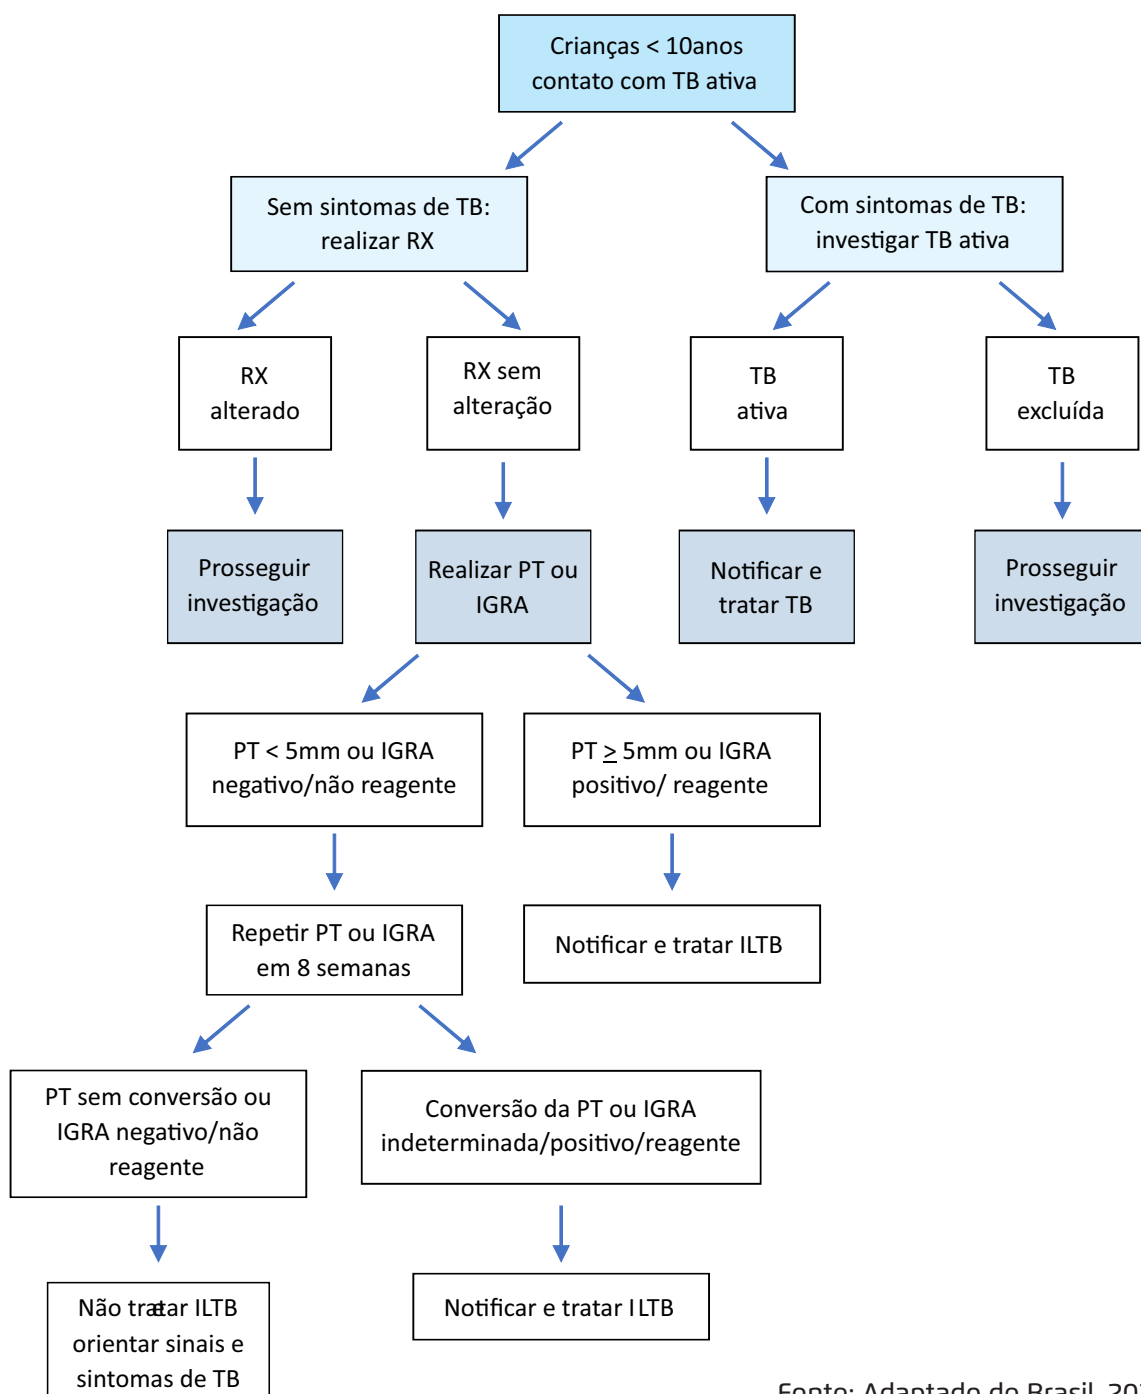 Crianças < 10anos
contato com TB ativa
Sem sintomas de TB:
realizar RX
Com sintomas de TB:
investigar TB ativa
RX
alterado
RX sem
alteração
TB
ativa
TB
excluída
Prosseguir
investigação
Realizar PT ou
IGRA
Notificar e
tratar TB
Prosseguir
investigação
PT < 5mm ou IGRA
negativo/não reagente
PT ≥ 5mm ou IGRA
positivo/ reagente
Repetir PT ou IGRA
em 8 semanas
Notificar e tratar ILTB
PT sem conversão ou
IGRA negativo/não
reagente
Conversão da PT ou IGRA
indeterminada/positivo/reagente
Não tratar ILTB
orientar sinais e
sintomas de TB
Notificar e tratar ILTB
Fonte: Adaptado do Brasil,